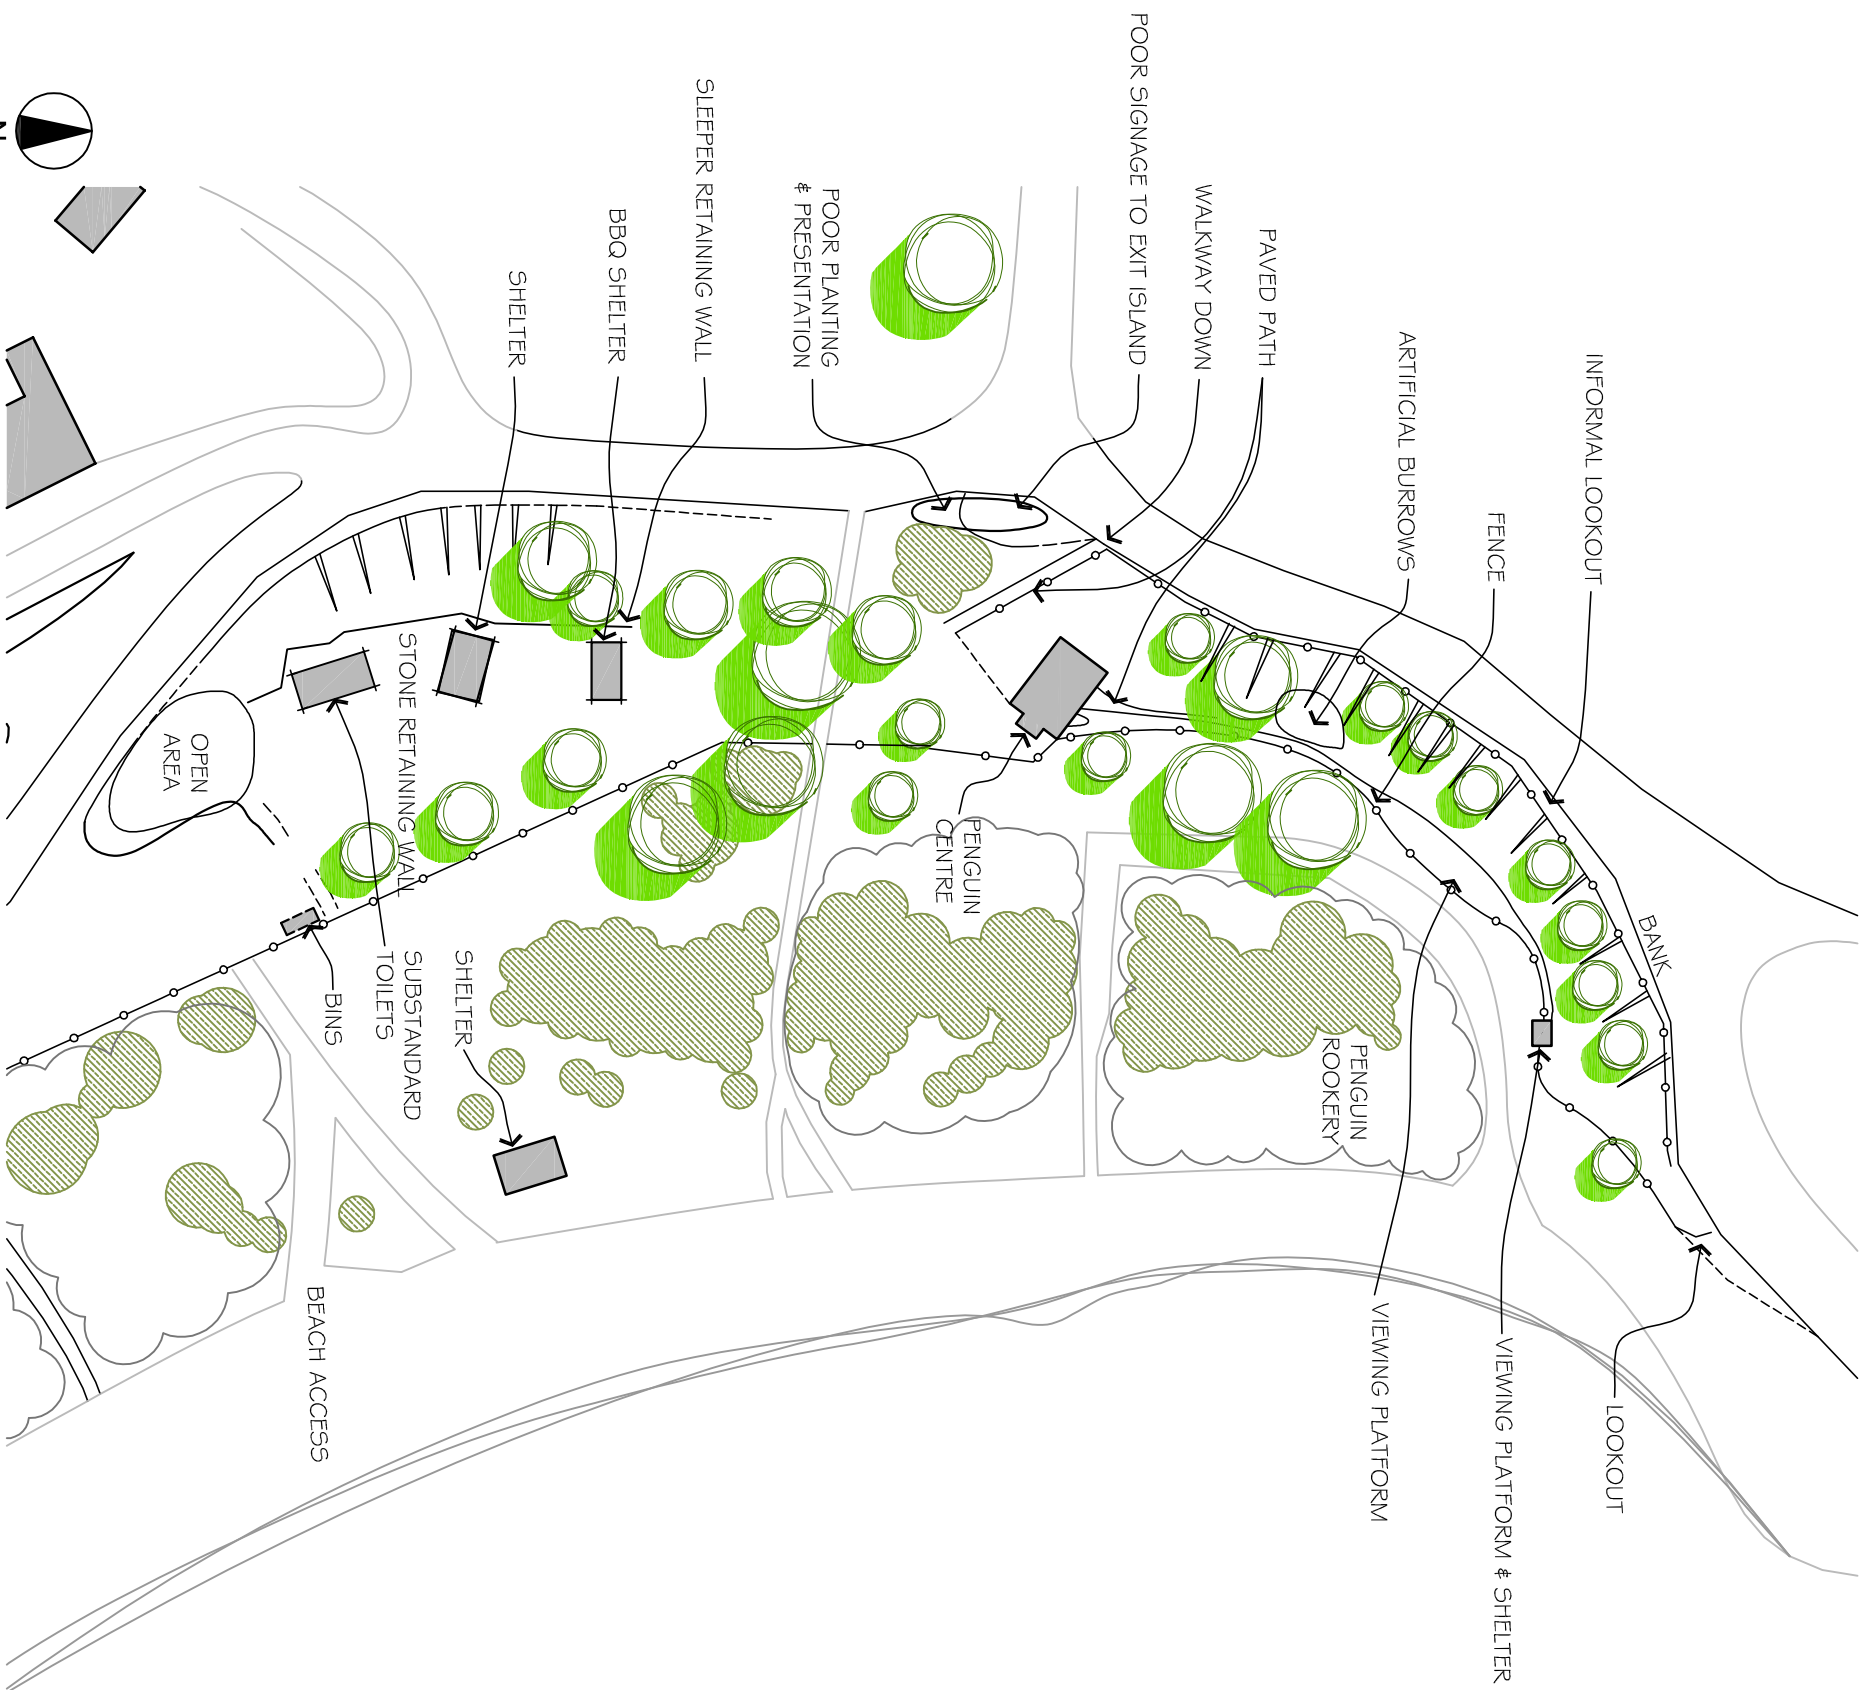 POOR SIGNAGE TO EXIT ISLAND
SLEEPER RETAINING WALL
POOR PLANTING
& PRESENTATION
WALKWAY DOWN
BBQ SHELTER
PAVED PATH
SHELTER
ARTIFICIAL BURROWS
INFORMAL LOOKOUT
FENCE
N
STONE RETAINING WALL
OPEN
AREA
PENGUIN
CENTRE
BANK
SUBSTANDARD
TOILETS
SHELTER
BINS
PENGUIN
ROOKERY
BEACH ACCESS
VIEWING PLATFORM
VIEWING PLATFORM & SHELTER
LOOKOUT